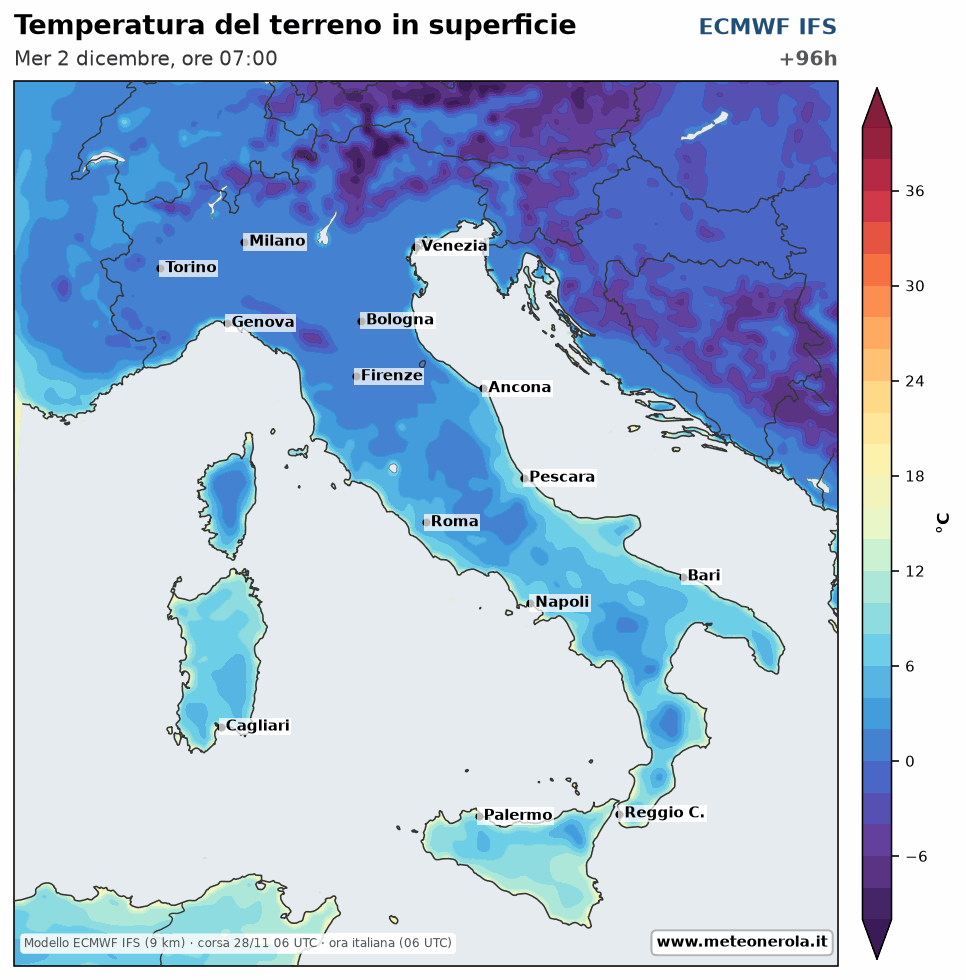 Temperatura del terreno in superficie
ECMWF IFS
Mer 2 dicembre, ore 07:00
+96h
Milano
Venezia
Torino
Genova
Bologna
Firenze
Ancona
Pescara
Roma
Bari
Napoli
Cagliari
Palermo
Reggio C.
36
30
24
18
12
6
0
−6
°C
Modello ECMWF IFS (9 km) · corsa 28/11 06 UTC · ora italiana (06 UTC)
www.meteonerola.it